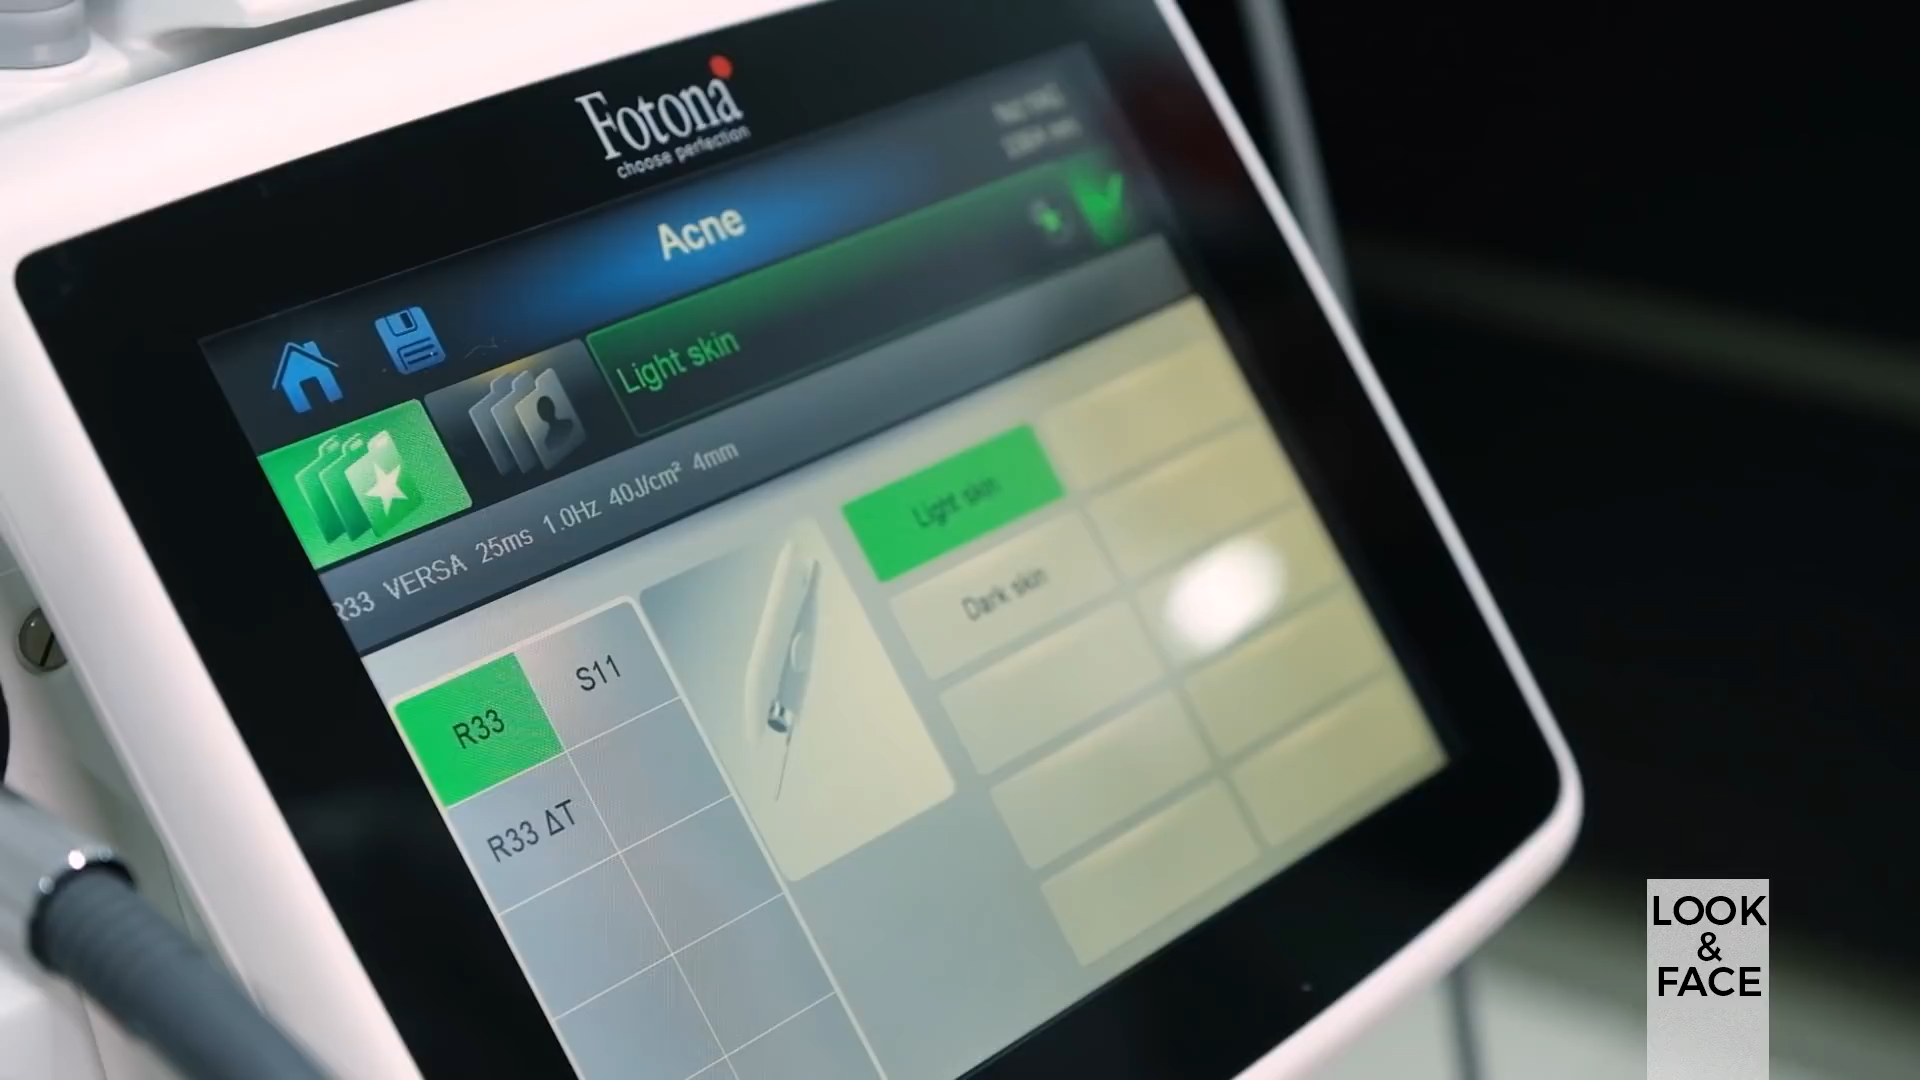 Fotona
choose perfection
Acne
Light skin
R33 VERSA 25ms 1.0Hz 40J/cm² 4mm
Light skin
Dark skin
R33
S11
R33 ΔT
LOOK
&
FACE